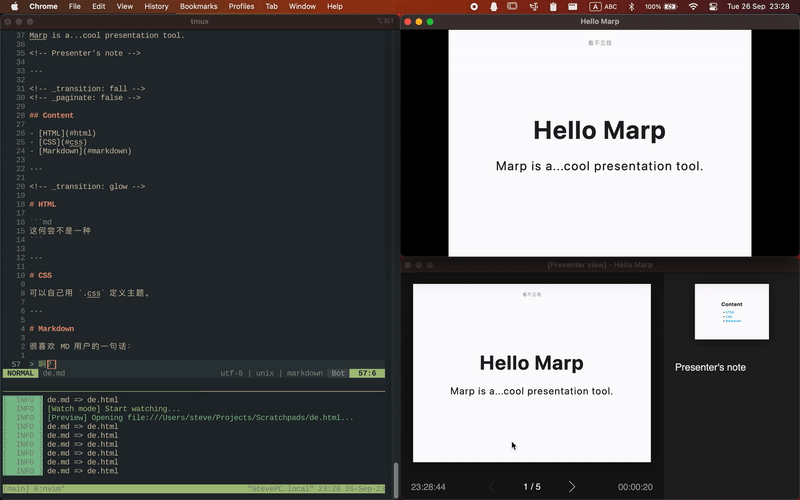 Chrome File Edit View History Bookmarks Profiles Tab Window Help A ABC 100% Tue 26 Sep 23:28
tmux
37 Marp is a...cool presentation tool.
36
35 <!-- Presenter's note -->
34
33 ---
32
31 <!-- _transition: fall -->
30 <!-- _paginate: false -->
29
28 ## Content
27
26 - [HTML](#html)
25 - [CSS](#css)
24 - [Markdown](#markdown)
23
22 ---
21
20 <!-- _transition: glow -->
19
18 # HTML
17
16 ```md
15 这何尝不是一种
14 ```
13
12 ---
11
10 # CSS
9
8 可以自己用 `.css` 定义主题。
7
6 ---
5
4 # Markdown
3
2 很喜欢 MD 用户的一句话：
1
57 > 啊?
NORMAL de.md utf-8 | unix | markdown Bot 57:6
[ INFO ] de.md => de.html
[ INFO ] [Watch mode] Start watching...
[ INFO ] [Preview] Opening file:///Users/steve/Projects/Scratchpads/de.html...
[ INFO ] de.md => de.html
[ INFO ] de.md => de.html
[ INFO ] de.md => de.html
[ INFO ] de.md => de.html
[ INFO ] de.md => de.html
[ INFO ] de.md => de.html
[main] 0:nvim* "StevePC.local" 23:28 26-Sep-23
Hello Marp
看不见我
Hello Marp
Marp is a...cool presentation tool.
[Presenter view] - Hello Marp
看不见我
Hello Marp
Marp is a...cool presentation tool.
Content
HTML
CSS
Markdown
Presenter's note
23:28:44 1 / 5 00:00:20